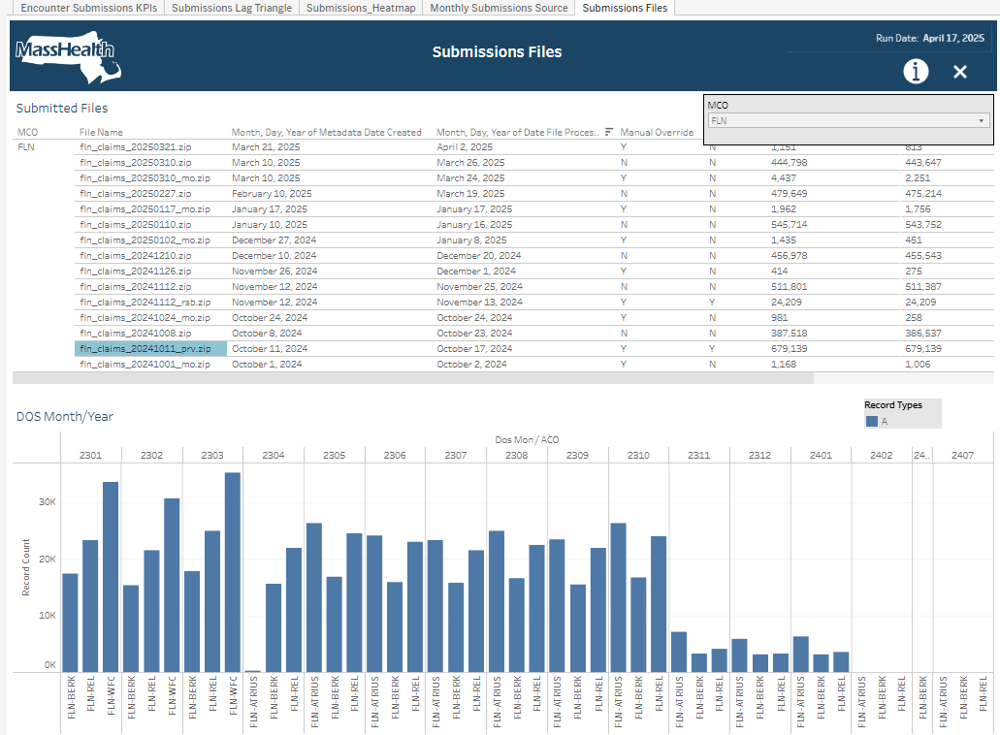 Encounter Submissions KPIs Submissions Lag Triangle Submissions_Heatmap Monthly Submissions Source Submissions Files
MassHealth
Submissions Files
Run Date: April 17, 2025
Submitted Files
MCO
FLN
MCO File Name Month, Day, Year of Metadata Date Created Month, Day, Year of Date File Proces.. Manual Override
FLN fln_claims_20250321.zip March 21, 2025 April 2, 2025 Y N 1,151 813
fln_claims_20250310.zip March 10, 2025 March 26, 2025 N N 444,798 443,647
fln_claims_20250310_mo.zip March 10, 2025 March 24, 2025 Y N 4,437 2,251
fln_claims_20250227.zip February 10, 2025 March 19, 2025 N N 479,649 475,214
fln_claims_20250117_mo.zip January 17, 2025 January 17, 2025 Y N 1,962 1,756
fln_claims_20250110.zip January 10, 2025 January 16, 2025 N N 545,714 543,752
fln_claims_20250102_mo.zip December 27, 2024 January 8, 2025 Y N 1,435 451
fln_claims_20241210.zip December 10, 2024 December 20, 2024 N N 456,978 455,543
fln_claims_20241126.zip November 26, 2024 December 1, 2024 Y N 414 275
fln_claims_20241112.zip November 12, 2024 November 25, 2024 N N 511,801 511,387
fln_claims_20241112_rsb.zip November 12, 2024 November 13, 2024 Y Y 24,209 24,209
fln_claims_20241024_mo.zip October 24, 2024 October 24, 2024 Y N 981 258
fln_claims_20241008.zip October 8, 2024 October 23, 2024 N N 387,518 386,537
fln_claims_20241011_prv.zip October 11, 2024 October 17, 2024 Y Y 679,139 679,139
fln_claims_20241001_mo.zip October 1, 2024 October 2, 2024 Y N 1,168 1,006
DOS Month/Year
Record Types
A
Dos Mon / ACO
2301 2302 2303 2304 2305 2306 2307 2308 2309 2310 2311 2312 2401 2402 24.. 2407
Record Count
30K
20K
10K
0K
FLN-BERK FLN-REL FLN-WFC FLN-BERK FLN-REL FLN-WFC FLN-BERK FLN-REL FLN-WFC FLN-ATRIUS FLN-BERK FLN-REL FLN-ATRIUS FLN-BERK FLN-REL FLN-ATRIUS FLN-BERK FLN-REL FLN-ATRIUS FLN-BERK FLN-REL FLN-ATRIUS FLN-BERK FLN-REL FLN-ATRIUS FLN-BERK FLN-REL FLN-ATRIUS FLN-BERK FLN-REL FLN-ATRIUS FLN-BERK FLN-REL FLN-ATRIUS FLN-BERK FLN-REL FLN-ATRIUS FLN-BERK FLN-REL FLN-ATRIUS FLN-BERK FLN-REL FLN-BERK FLN-ATRIUS FLN-BERK FLN-REL